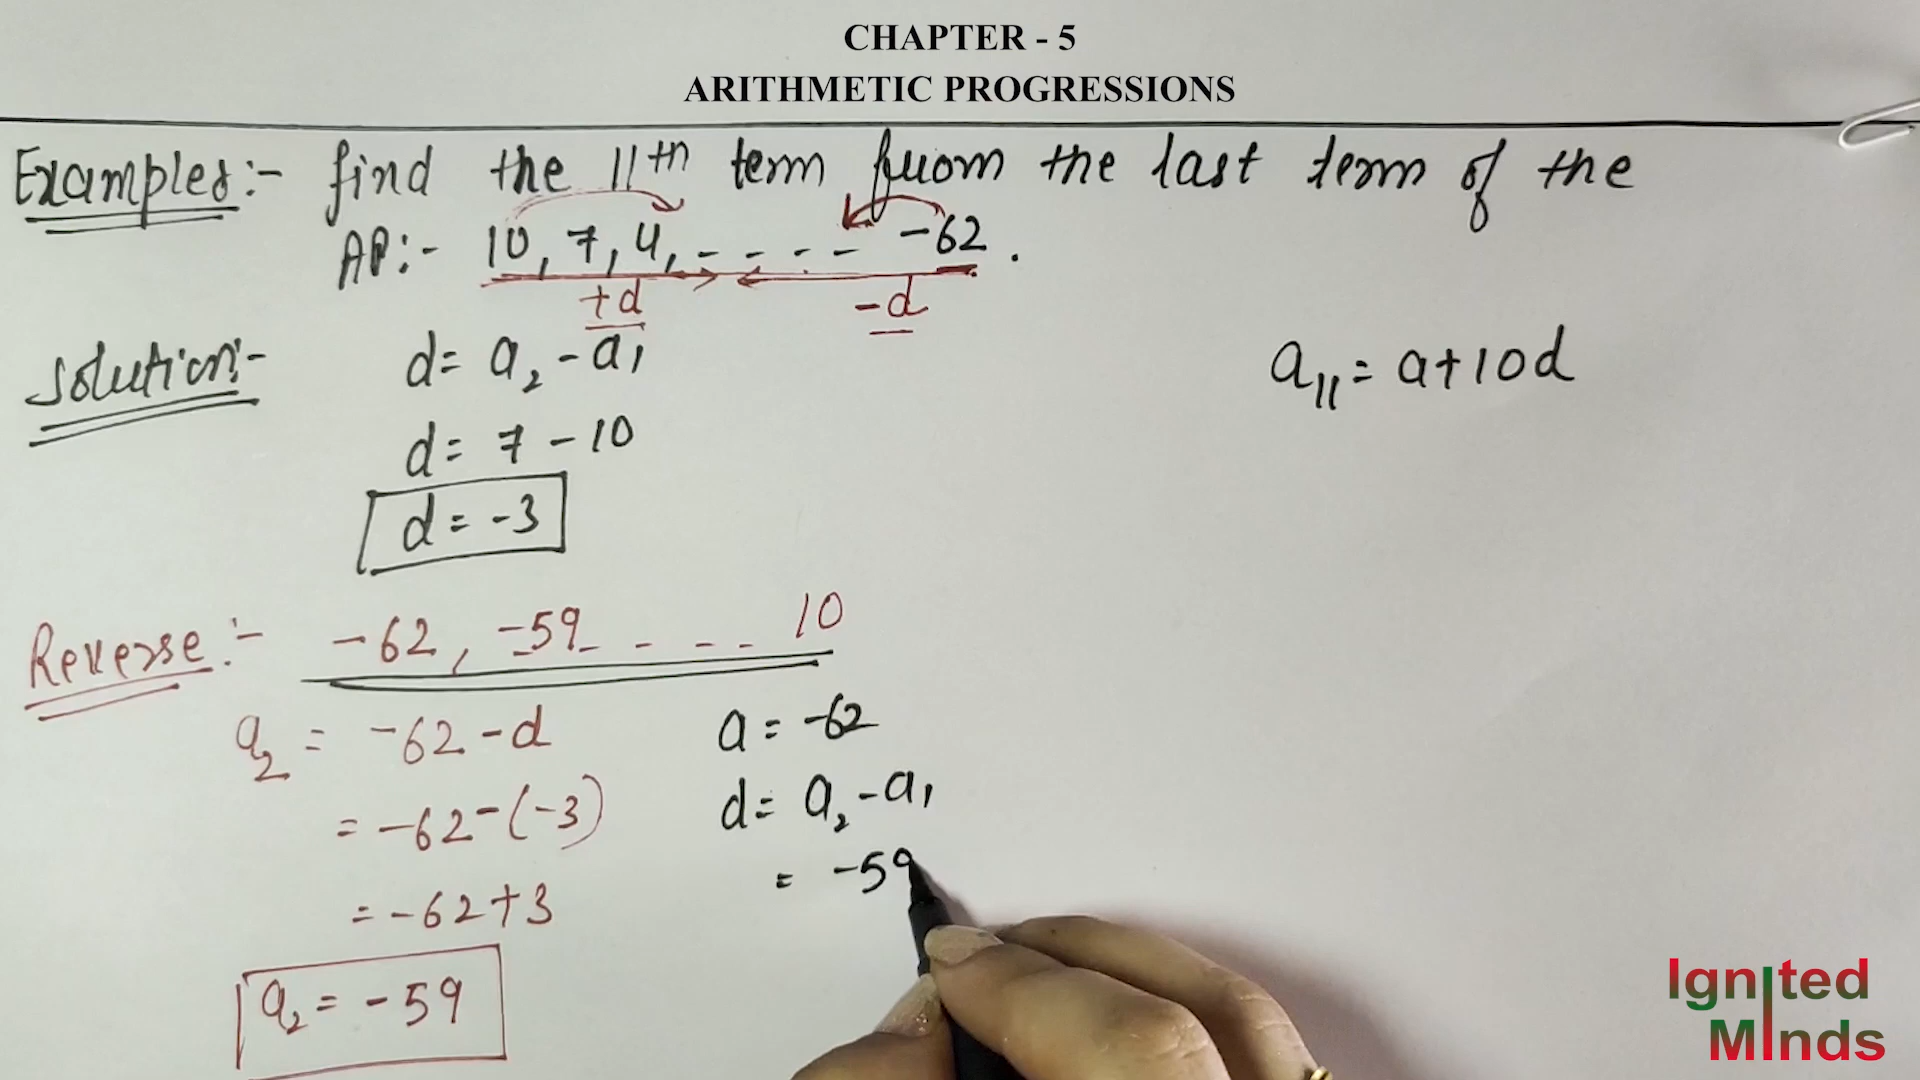 CHAPTER - 5
ARITHMETIC PROGRESSIONS
Examples:- find the 11th term from the last term of the
AP:- 10, 7, 4, - - - - -62.
+d -d
Solution:- d = a₂ - a₁
a₁₁ = a+10d
d = 7 - 10
d = -3
Reverse:- -62, -59 - - - - 10
a₂ = -62 - d
= -62 - (-3)
= -62+3
a₂ = -59
a = -62
d = a₂ - a₁
= -59
Ignited
Minds